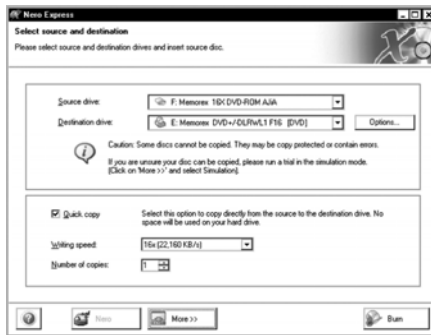 Nero Express
Select source and destination
Please select source and destination drives and insert source disc.
Source drive: F: Memorex 16X DVD-ROM AJiA
Destination drive: E: Memorex DVD+/-DLRWL1 F16 [DVD] Options...
Caution: Some discs cannot be copied. They may be copy protected or contain errors.
If you are unsure your disc can be copied, please run a trial in the simulation mode.
(Click on 'More >>' and select Simulation).
Quick copy Select this option to copy directly from the source to the destination drive. No
space will be used on your hard drive.
Writing speed: 16x (22,160 KB/s)
Number of copies: 1
Nero More >> Burn